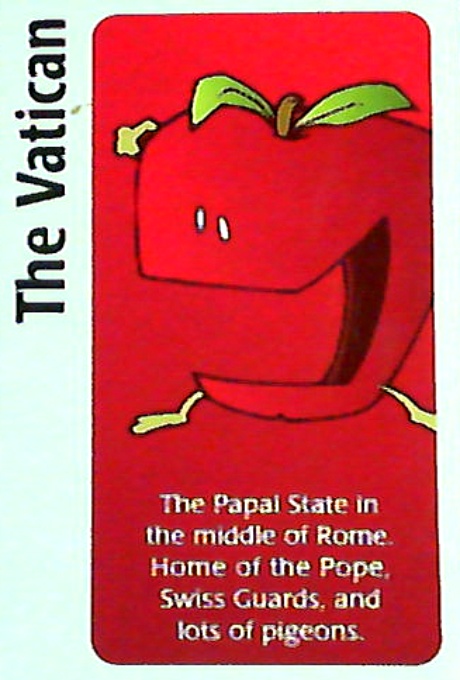 The Vatican
The Papal State in
the middle of Rome.
Home of the Pope,
Swiss Guards, and
lots of pigeons.